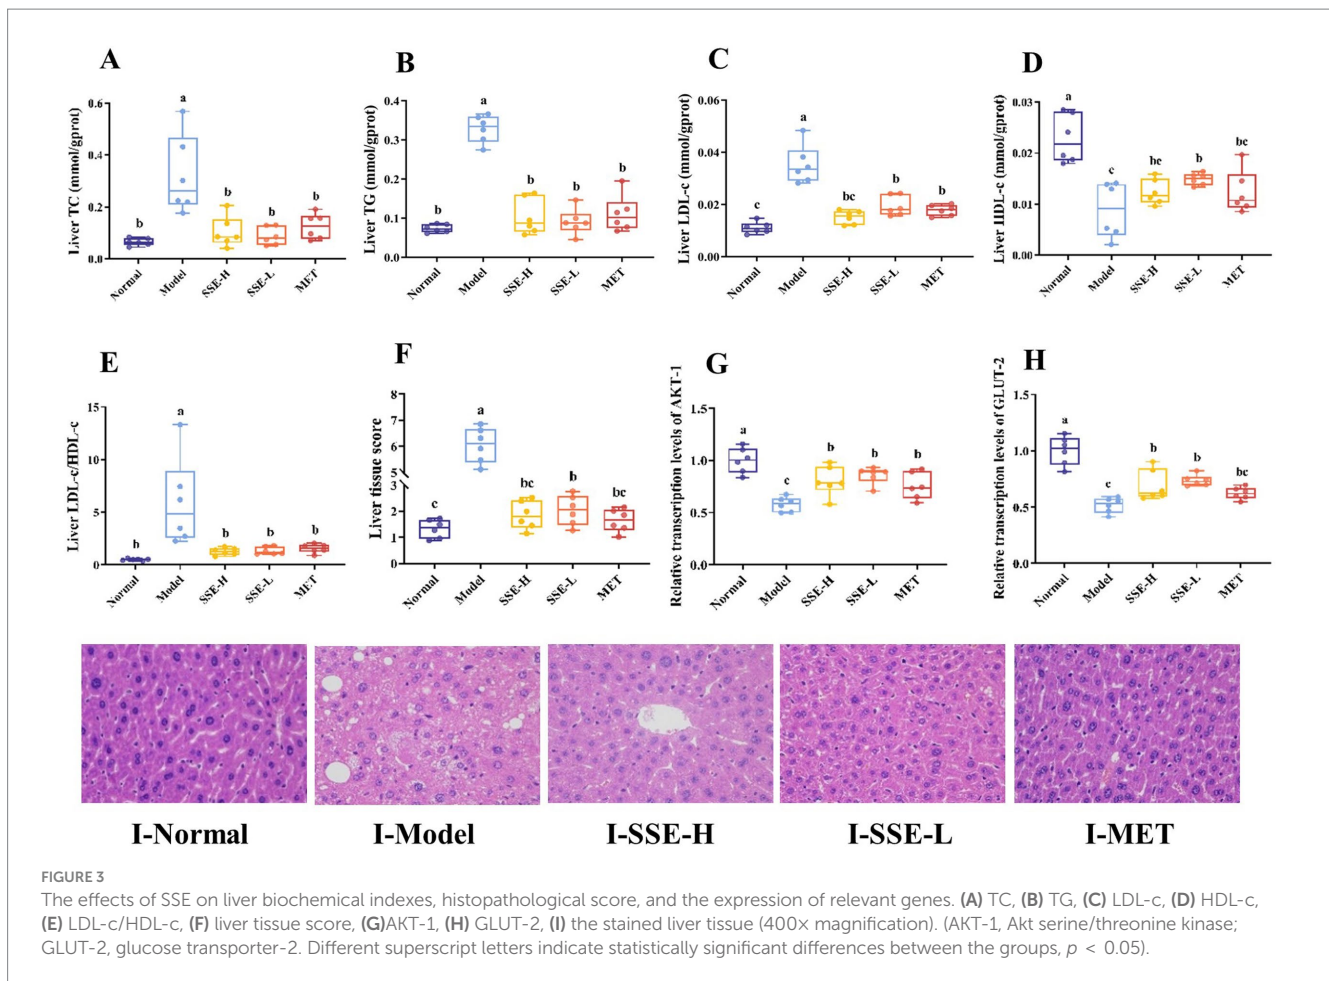 A
Liver TC (mmol/gprot)
0.6
0.4
0.2
0.0
b
a
b
b
b
Normal
Model
SSE-H
SSE-L
MET
B
Liver TG (mmol/gprot)
0.4
0.3
0.2
0.1
0.0
b
a
b
b
b
Normal
Model
SSE-H
SSE-L
MET
C
Liver LDL-c (mmol/gprot)
0.06
0.04
0.02
0.00
c
a
bc
b
b
Normal
Model
SSE-H
SSE-L
MET
D
Liver HDL-c (mmol/gprot)
0.03
0.02
0.01
0.00
a
c
bc
b
bc
Normal
Model
SSE-H
SSE-L
MET
E
Liver LDL-c/HDL-c
15
10
5
0
b
a
b
b
b
Normal
Model
SSE-H
SSE-L
MET
F
Liver tissue score
8
7
6
5
3
2
1
0
c
a
bc
b
bc
Normal
Model
SSE-H
SSE-L
MET
G
Relative transcription levels of AKT-1
1.5
1.0
0.5
0.0
a
c
b
b
b
Normal
Model
SSE-H
SSE-L
MET
H
Relative transcription levels of GLUT-2
1.5
1.0
0.5
0.0
a
c
b
b
bc
Normal
Model
SSE-H
SSE-L
MET
I-Normal
I-Model
I-SSE-H
I-SSE-L
I-MET
FIGURE 3
The effects of SSE on liver biochemical indexes, histopathological score, and the expression of relevant genes. (A) TC, (B) TG, (C) LDL-c, (D) HDL-c,
(E) LDL-c/HDL-c, (F) liver tissue score, (G)AKT-1, (H) GLUT-2, (I) the stained liver tissue (400× magnification). (AKT-1, Akt serine/threonine kinase;
GLUT-2, glucose transporter-2. Different superscript letters indicate statistically significant differences between the groups, p < 0.05).